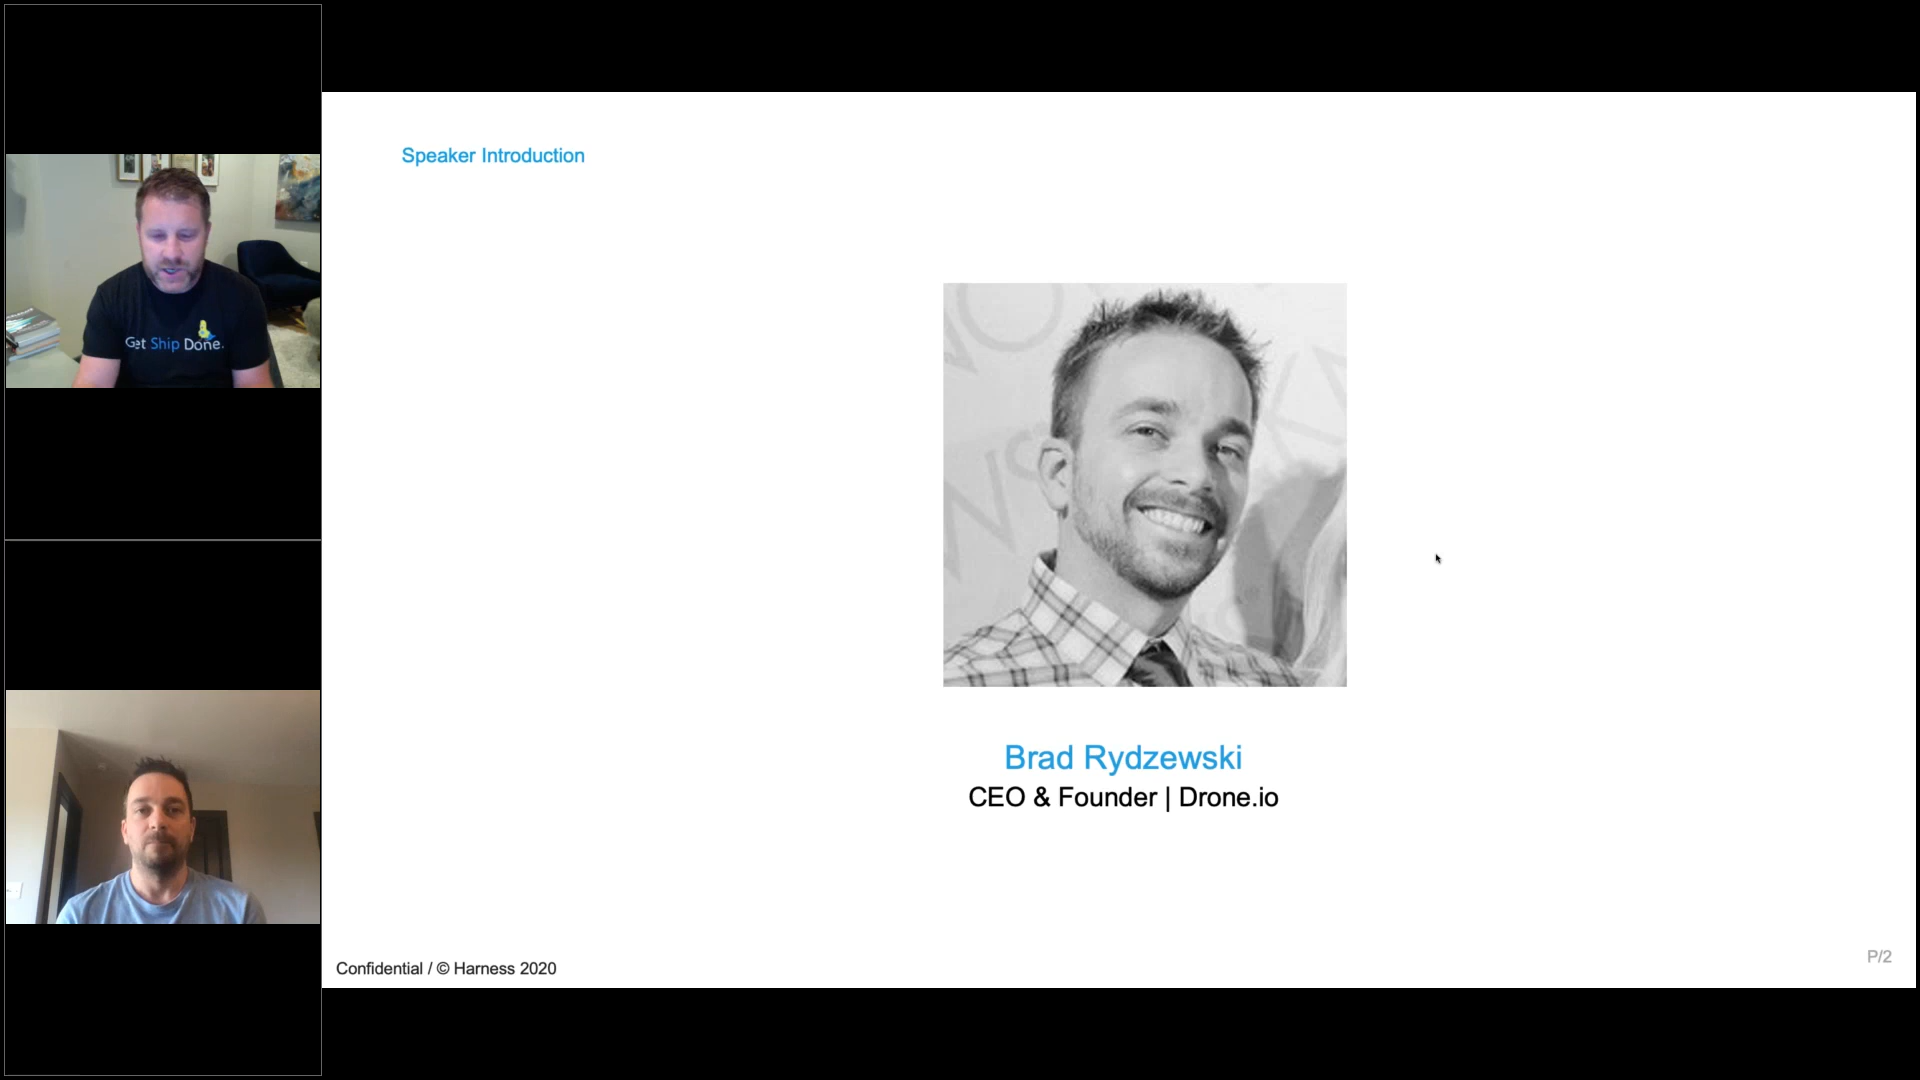 Speaker Introduction
Get Ship Done.
Brad Rydzewski
CEO & Founder | Drone.io
Confidential / © Harness 2020
P/2